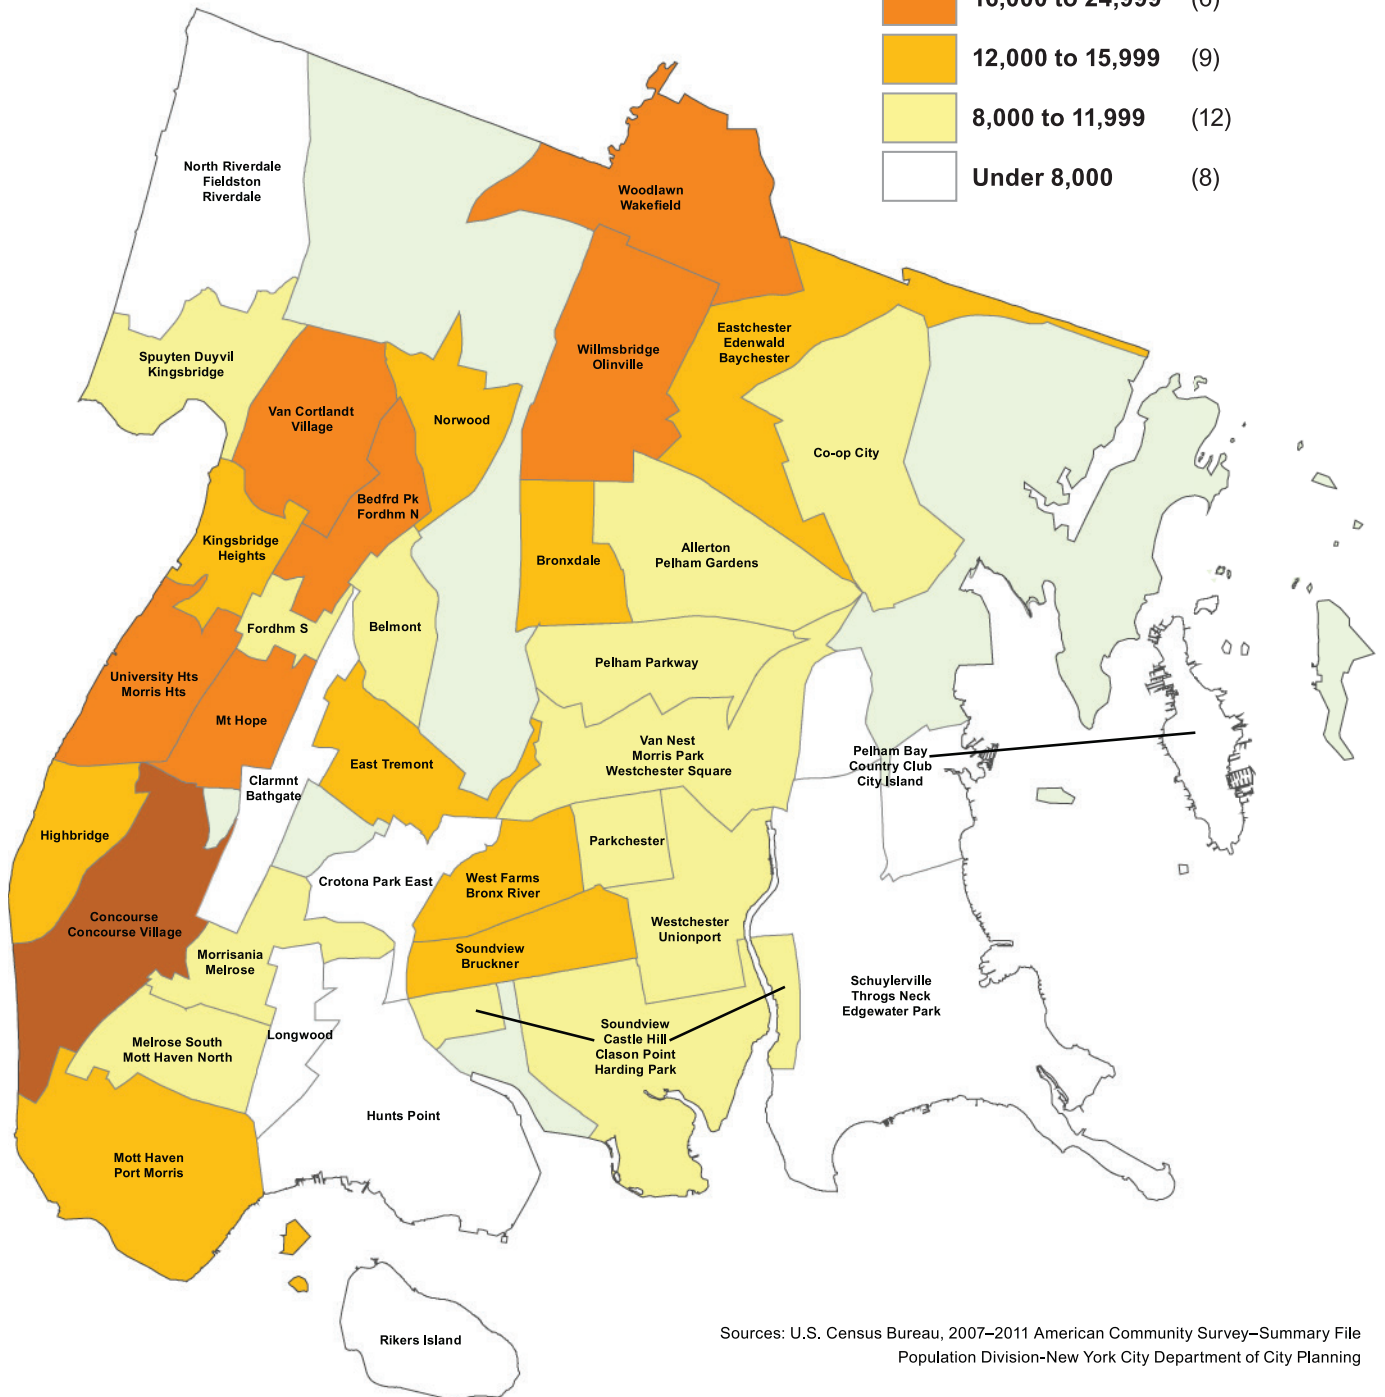 16,000 to 24,999 (6)
12,000 to 15,999 (9)
8,000 to 11,999 (12)
Under 8,000 (8)
North Riverdale
Fieldston
Riverdale
Woodlawn
Wakefield
Spuyten Duyvil
Kingsbridge
Willmsbridge
Olinville
Eastchester
Edenwald
Baychester
Van Cortlandt
Village
Norwood
Co-op City
Bedfrd Pk
Fordhm N
Kingsbridge
Heights
Bronxdale
Allerton
Pelham Gardens
Fordhm S
Belmont
Pelham Parkway
University Hts
Morris Hts
Mt Hope
East Tremont
Van Nest
Morris Park
Westchester Square
Pelham Bay
Country Club
City Island
Clarmnt
Bathgate
Highbridge
Parkchester
Crotona Park East
West Farms
Bronx River
Concourse
Concourse Village
Westchester
Unionport
Morrisania
Melrose
Soundview
Bruckner
Schuylerville
Throgs Neck
Edgewater Park
Longwood
Melrose South
Mott Haven North
Soundview
Castle Hill
Clason Point
Harding Park
Hunts Point
Mott Haven
Port Morris
Rikers Island
Sources: U.S. Census Bureau, 2007–2011 American Community Survey–Summary File
Population Division-New York City Department of City Planning